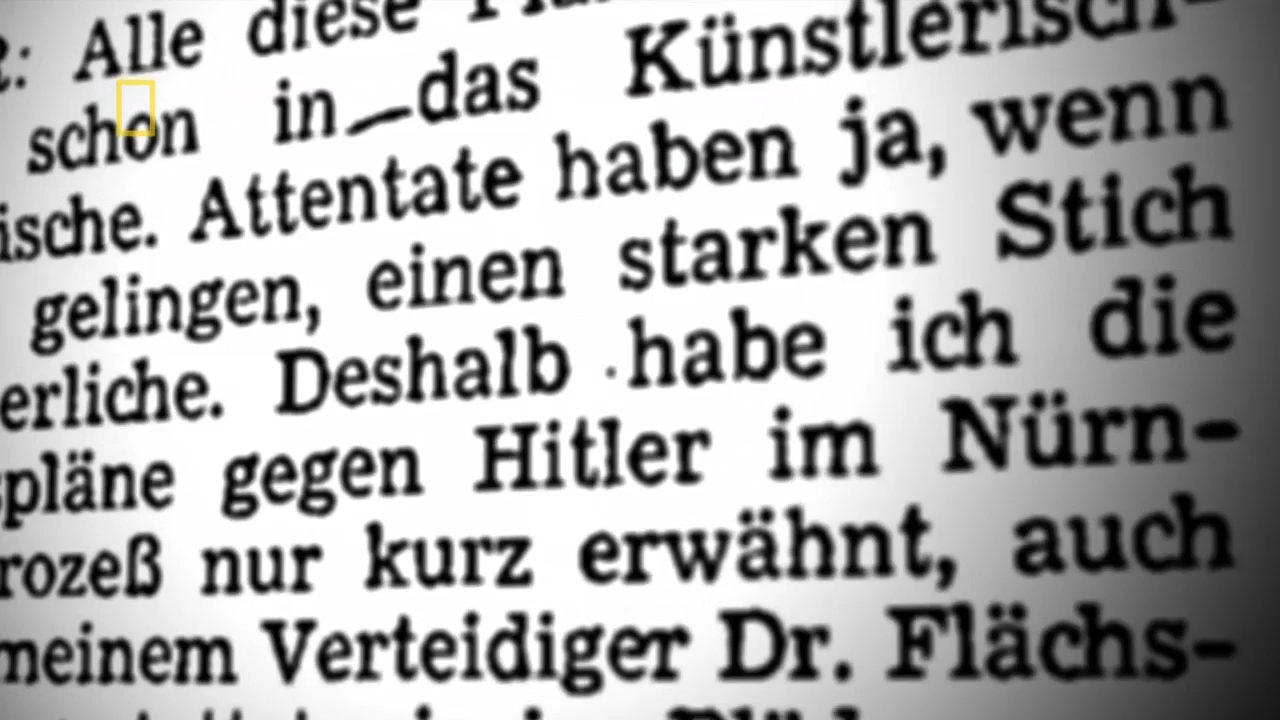 : Alle diese
schon in das Künstlerisch-
ische. Attentate haben ja, wenn
gelingen, einen starken Stich
erliche. Deshalb habe ich die
spläne gegen Hitler im Nürn-
rozeß nur kurz erwähnt, auch
meinem Verteidiger Dr. Flächs-